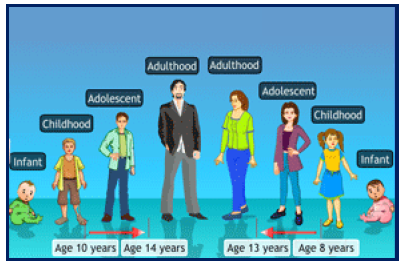 Infant
Childhood
Adolescent
Adulthood
Adulthood
Adolescent
Childhood
Infant
Age 10 years
Age 14 years
Age 13 years
Age 8 years